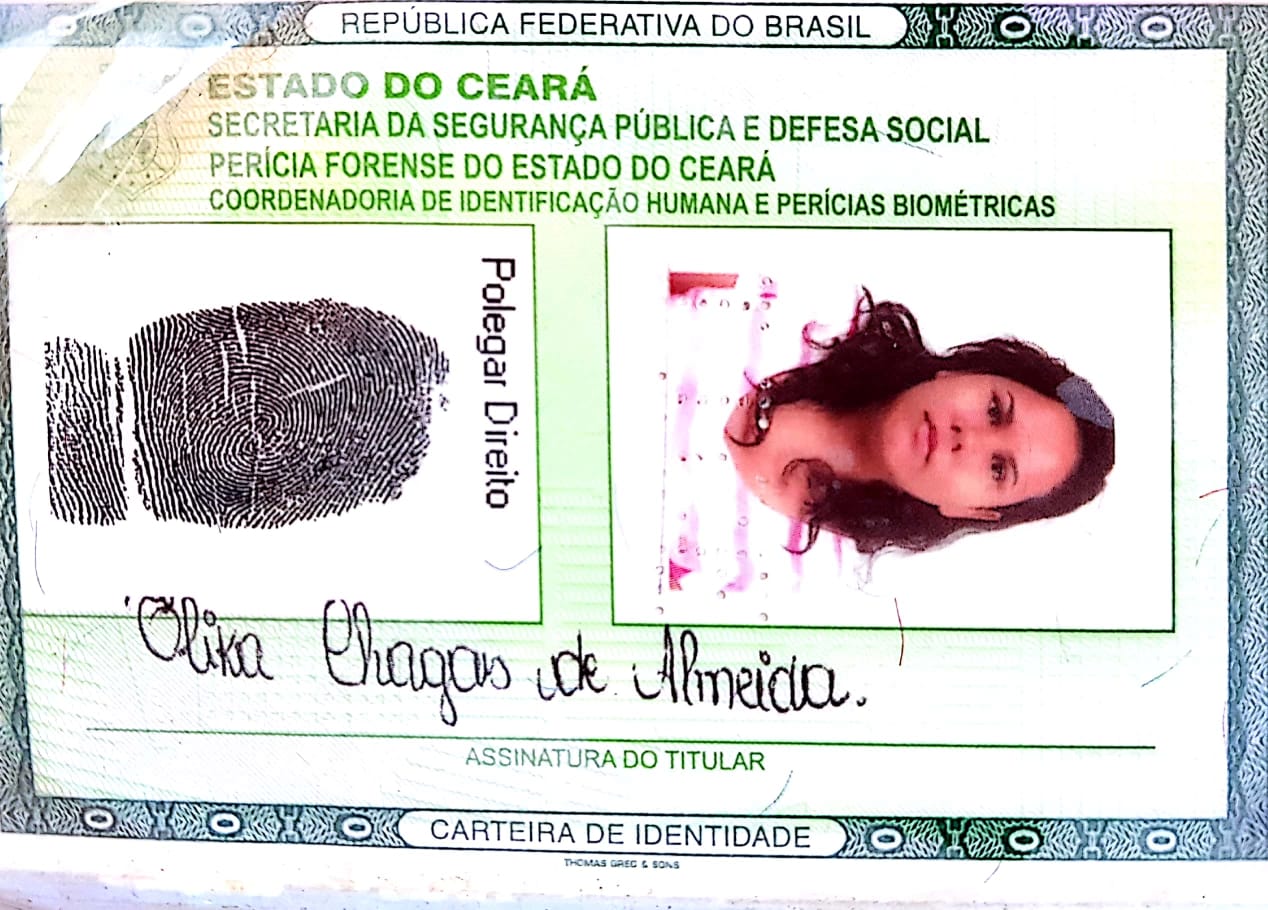 REPÚBLICA FEDERATIVA DO BRASIL
ESTADO DO CEARÁ
SECRETARIA DA SEGURANÇA PÚBLICA E DEFESA SOCIAL
PERÍCIA FORENSE DO ESTADO DO CEARÁ
COORDENADORIA DE IDENTIFICAÇÃO HUMANA E PERÍCIAS BIOMÉTRICAS
Polegar Direito
Chagas de Almeida.
ASSINATURA DO TITULAR
CARTEIRA DE IDENTIDADE
THOMAS GREG & SONS